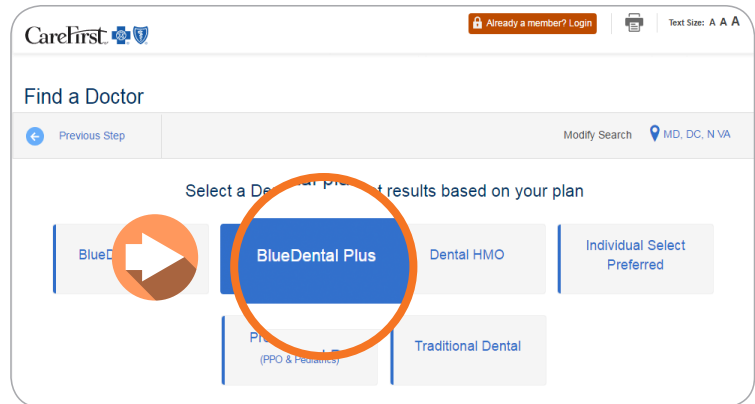 CareFirst
Already a member? Login
Text Size: A A A
Find a Doctor
Previous Step
Modify Search
MD, DC, N VA
Select a De plan t results based on your plan
BlueD
BlueDental Plus
Dental HMO
Individual Select
Preferred
(PPO & Pediatrics)
Traditional Dental